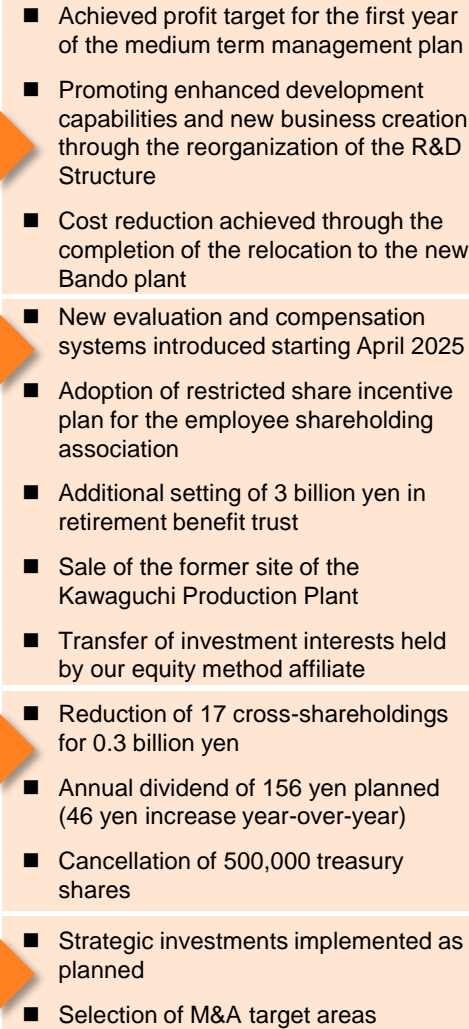 ■ Achieved profit target for the first year
of the medium term management plan
■ Promoting enhanced development
capabilities and new business creation
through the reorganization of the R&D
Structure
■ Cost reduction achieved through the
completion of the relocation to the new
Bando plant
■ New evaluation and compensation
systems introduced starting April 2025
■ Adoption of restricted share incentive
plan for the employee shareholding
association
■ Additional setting of 3 billion yen in
retirement benefit trust
■ Sale of the former site of the
Kawaguchi Production Plant
■ Transfer of investment interests held
by our equity method affiliate
■ Reduction of 17 cross-shareholdings
for 0.3 billion yen
■ Annual dividend of 156 yen planned
(46 yen increase year-over-year)
■ Cancellation of 500,000 treasury
shares
■ Strategic investments implemented as
planned
■ Selection of M&A target areas